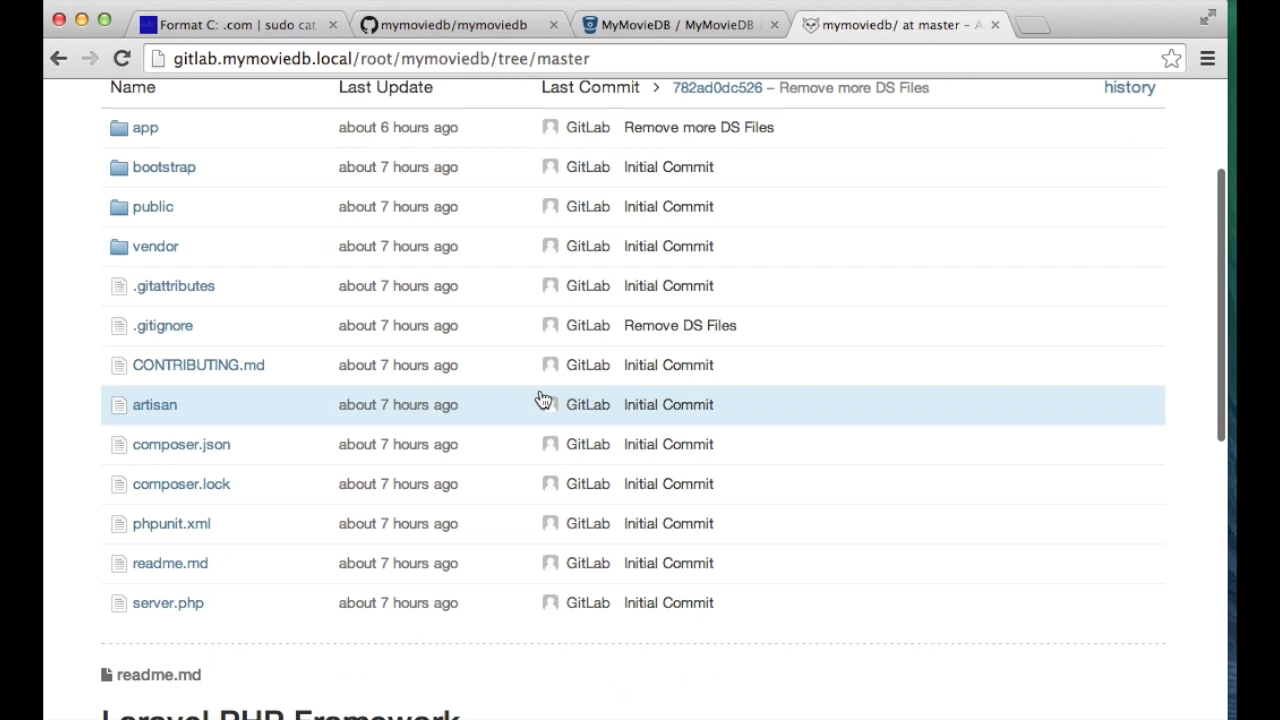 Format C: .com | sudo cat
mymoviedb/mymoviedb
MyMovieDB / MyMovieDB
mymoviedb/ at master – A
gitlab.mymoviedb.local/root/mymoviedb/tree/master
Name Last Update Last Commit > 782ad0dc526 – Remove more DS Files history
app about 6 hours ago GitLab Remove more DS Files
bootstrap about 7 hours ago GitLab Initial Commit
public about 7 hours ago GitLab Initial Commit
vendor about 7 hours ago GitLab Initial Commit
.gitattributes about 7 hours ago GitLab Initial Commit
.gitignore about 7 hours ago GitLab Remove DS Files
CONTRIBUTING.md about 7 hours ago GitLab Initial Commit
artisan about 7 hours ago GitLab Initial Commit
composer.json about 7 hours ago GitLab Initial Commit
composer.lock about 7 hours ago GitLab Initial Commit
phpunit.xml about 7 hours ago GitLab Initial Commit
readme.md about 7 hours ago GitLab Initial Commit
server.php about 7 hours ago GitLab Initial Commit
readme.md
Laravel PHP Framework